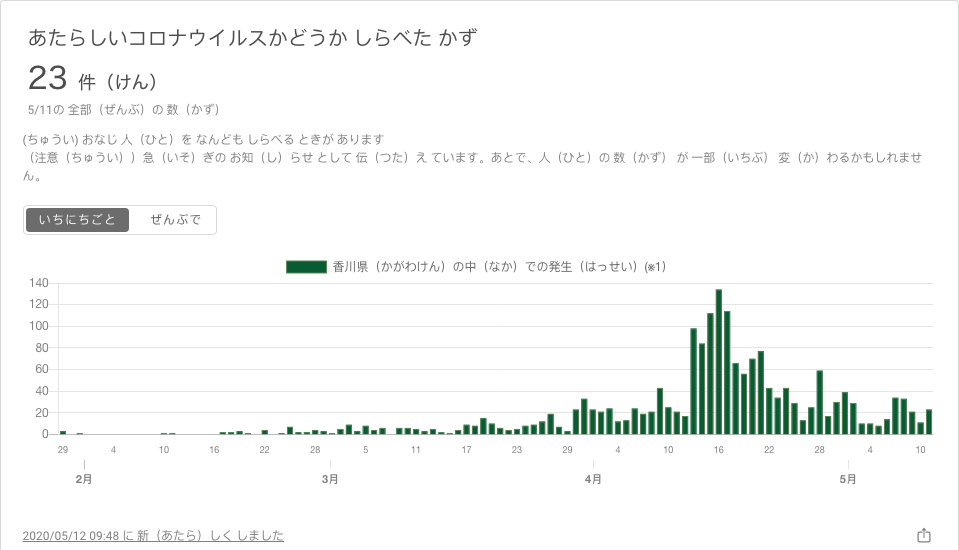 あたらしいコロナウイルスかどうか しらべた かず
23 件（けん）
5/11の 全部（ぜんぶ）の 数（かず）
(ちゅうい) おなじ 人（ひと）を なんども しらべる ときが あります
（注意（ちゅうい））急（いそ）ぎの お知（し）らせ として 伝（つた）え ています。あとで、人（ひと）の 数（かず） が 一部（いちぶ） 変（か）わるかもしれませ
ん。
いちにちごと ぜんぶで
香川県（かがわけん）の中（なか）での発生（はっせい）(※1)
140
120
100
80
60
40
20
0
29 4 10 16 22 28 5 11 17 23 29 4 10 16 22 28 4 10
2月 3月 4月 5月
2020/05/12 09:48 に 新（あたら）しく しました